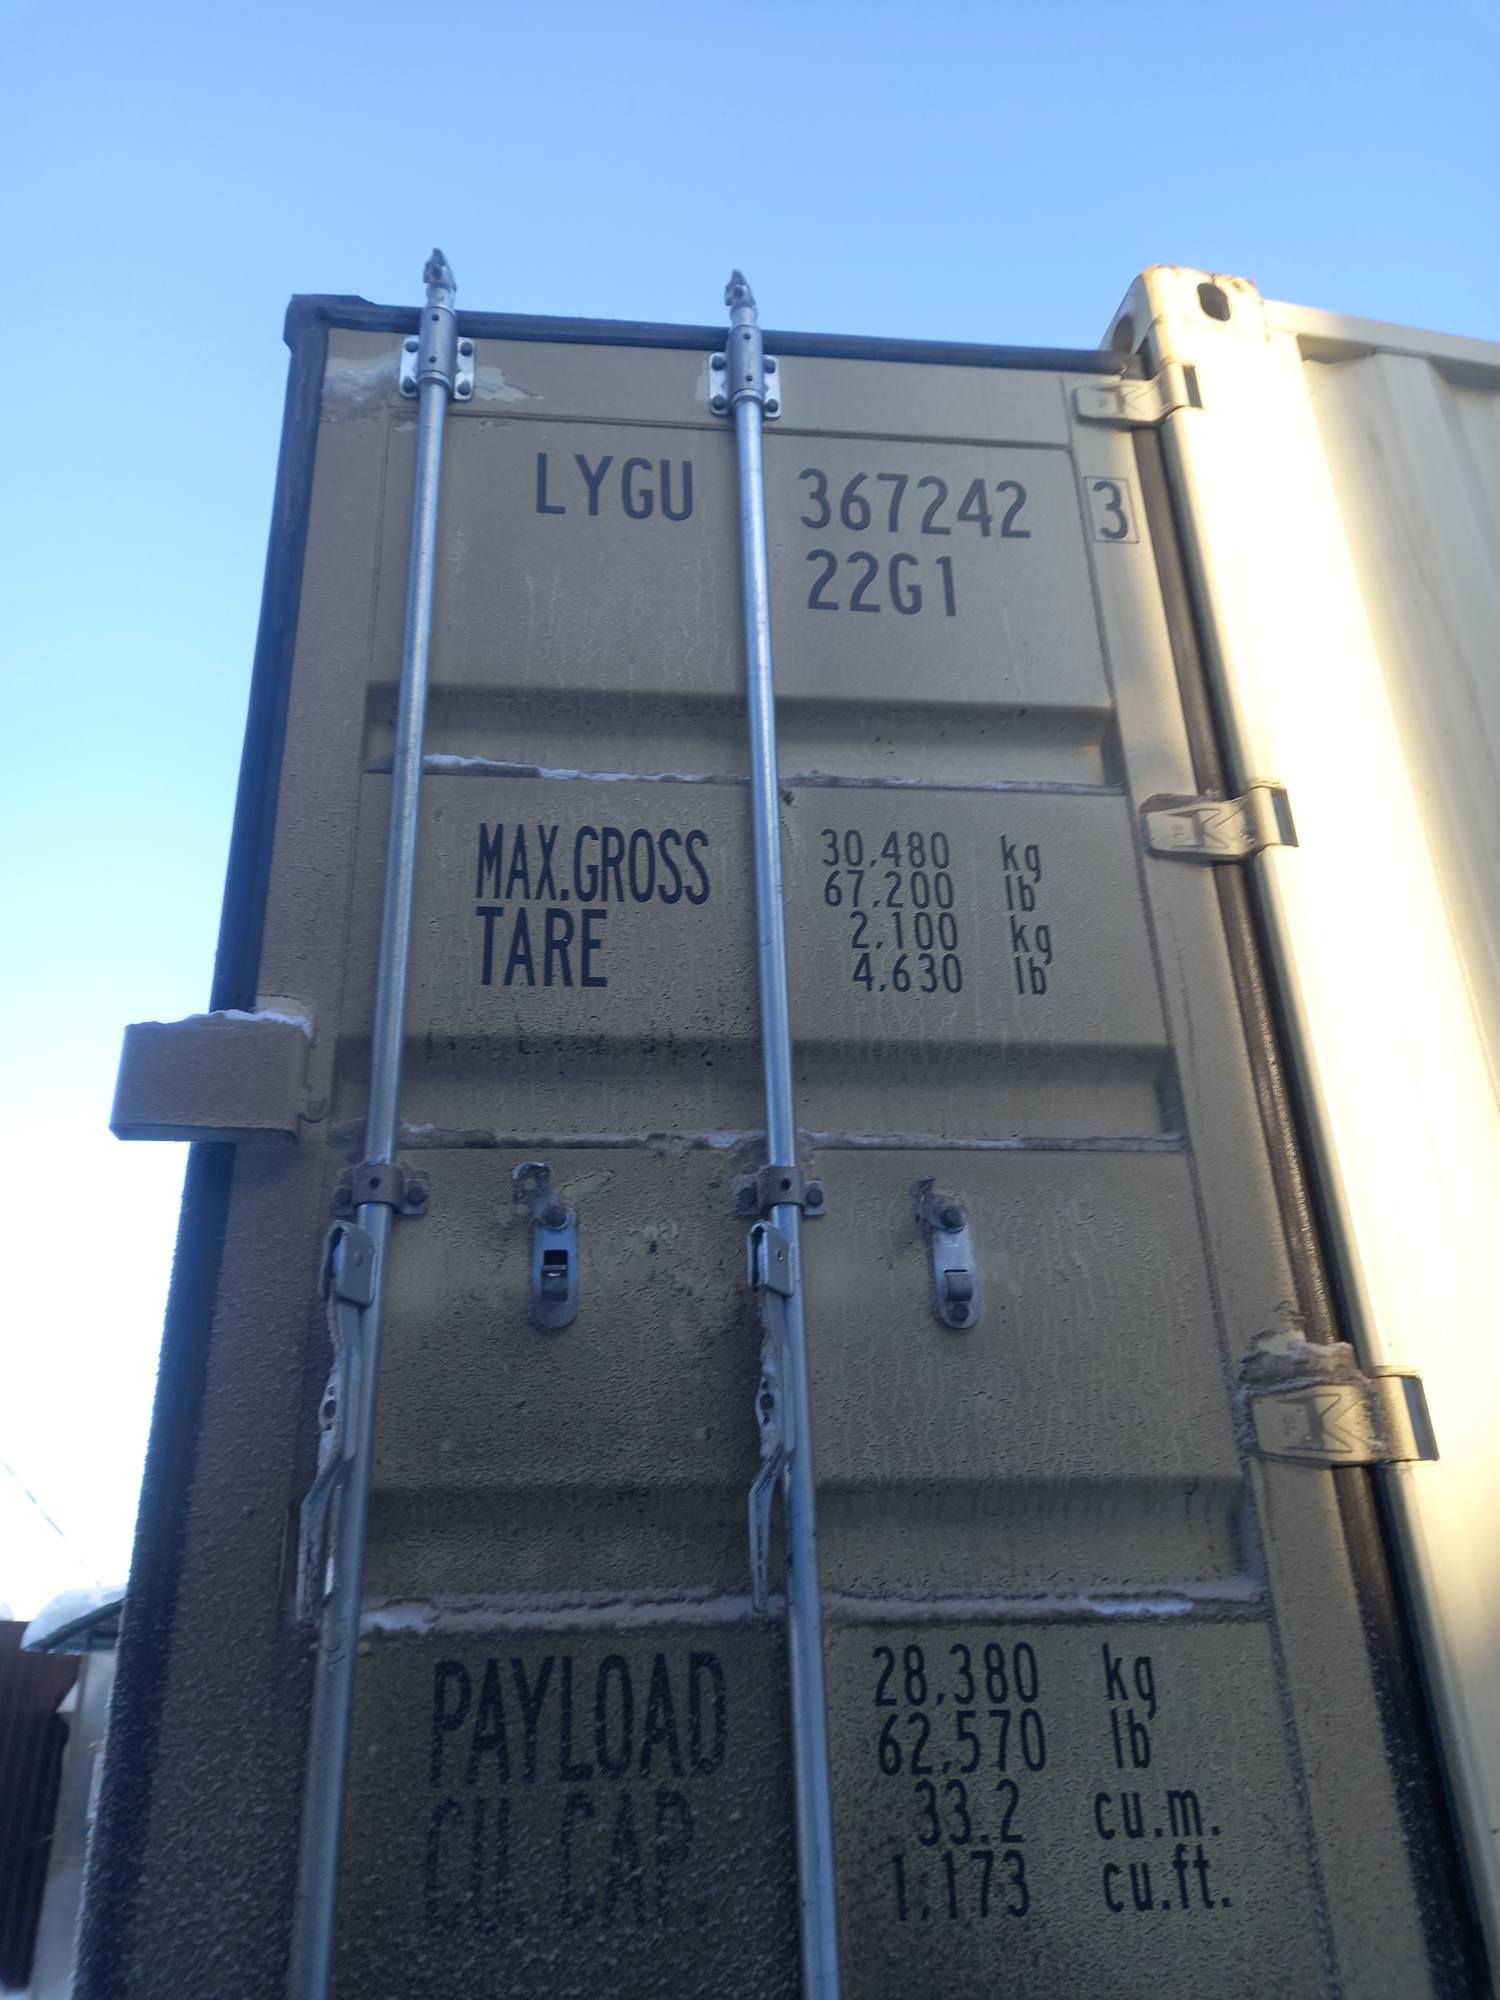 LYGU 367242 3
22G1
MAX.GROSS 30,480 kg
67,200 lb
TARE 2,100 kg
4,630 lb
PAYLOAD 28,380 kg
62,570 lb
CU. CAP. 33.2 cu.m.
1,173 cu.ft.